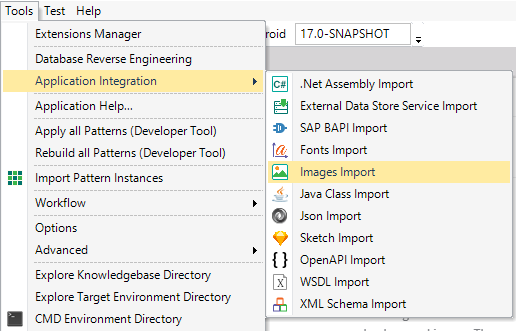 Tools Test Help
Extensions Manager
roid 17.0-SNAPSHOT
Database Reverse Engineering
Application Integration
Application Help...
Apply all Patterns (Developer Tool)
Rebuild all Patterns (Developer Tool)
Import Pattern Instances
Workflow
Options
Advanced
Explore Knowledgebase Directory
Explore Target Environment Directory
CMD Environment Directory
C# .Net Assembly Import
External Data Store Service Import
SAP BAPI Import
Fonts Import
Images Import
Java Class Import
Json Import
Sketch Import
OpenAPI Import
WSDL Import
XML Schema Import